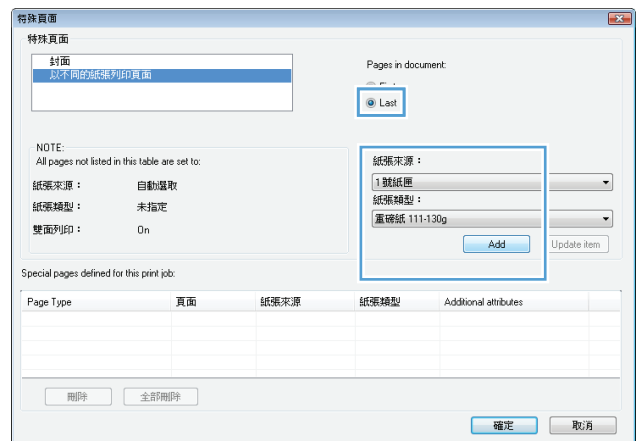 特殊頁面
特殊頁面
封面
以不同的紙張列印頁面
Pages in document:
Last
NOTE:
All pages not listed in this table are set to:
紙張來源： 自動選取
紙張類型： 未指定
雙面列印： On
紙張來源：
1 號紙匣
紙張類型：
重磅紙 111-130g
Add Update item
Special pages defined for this print job:
Page Type 頁面 紙張來源 紙張類型 Additional attributes
刪除 全部刪除
確定 取消